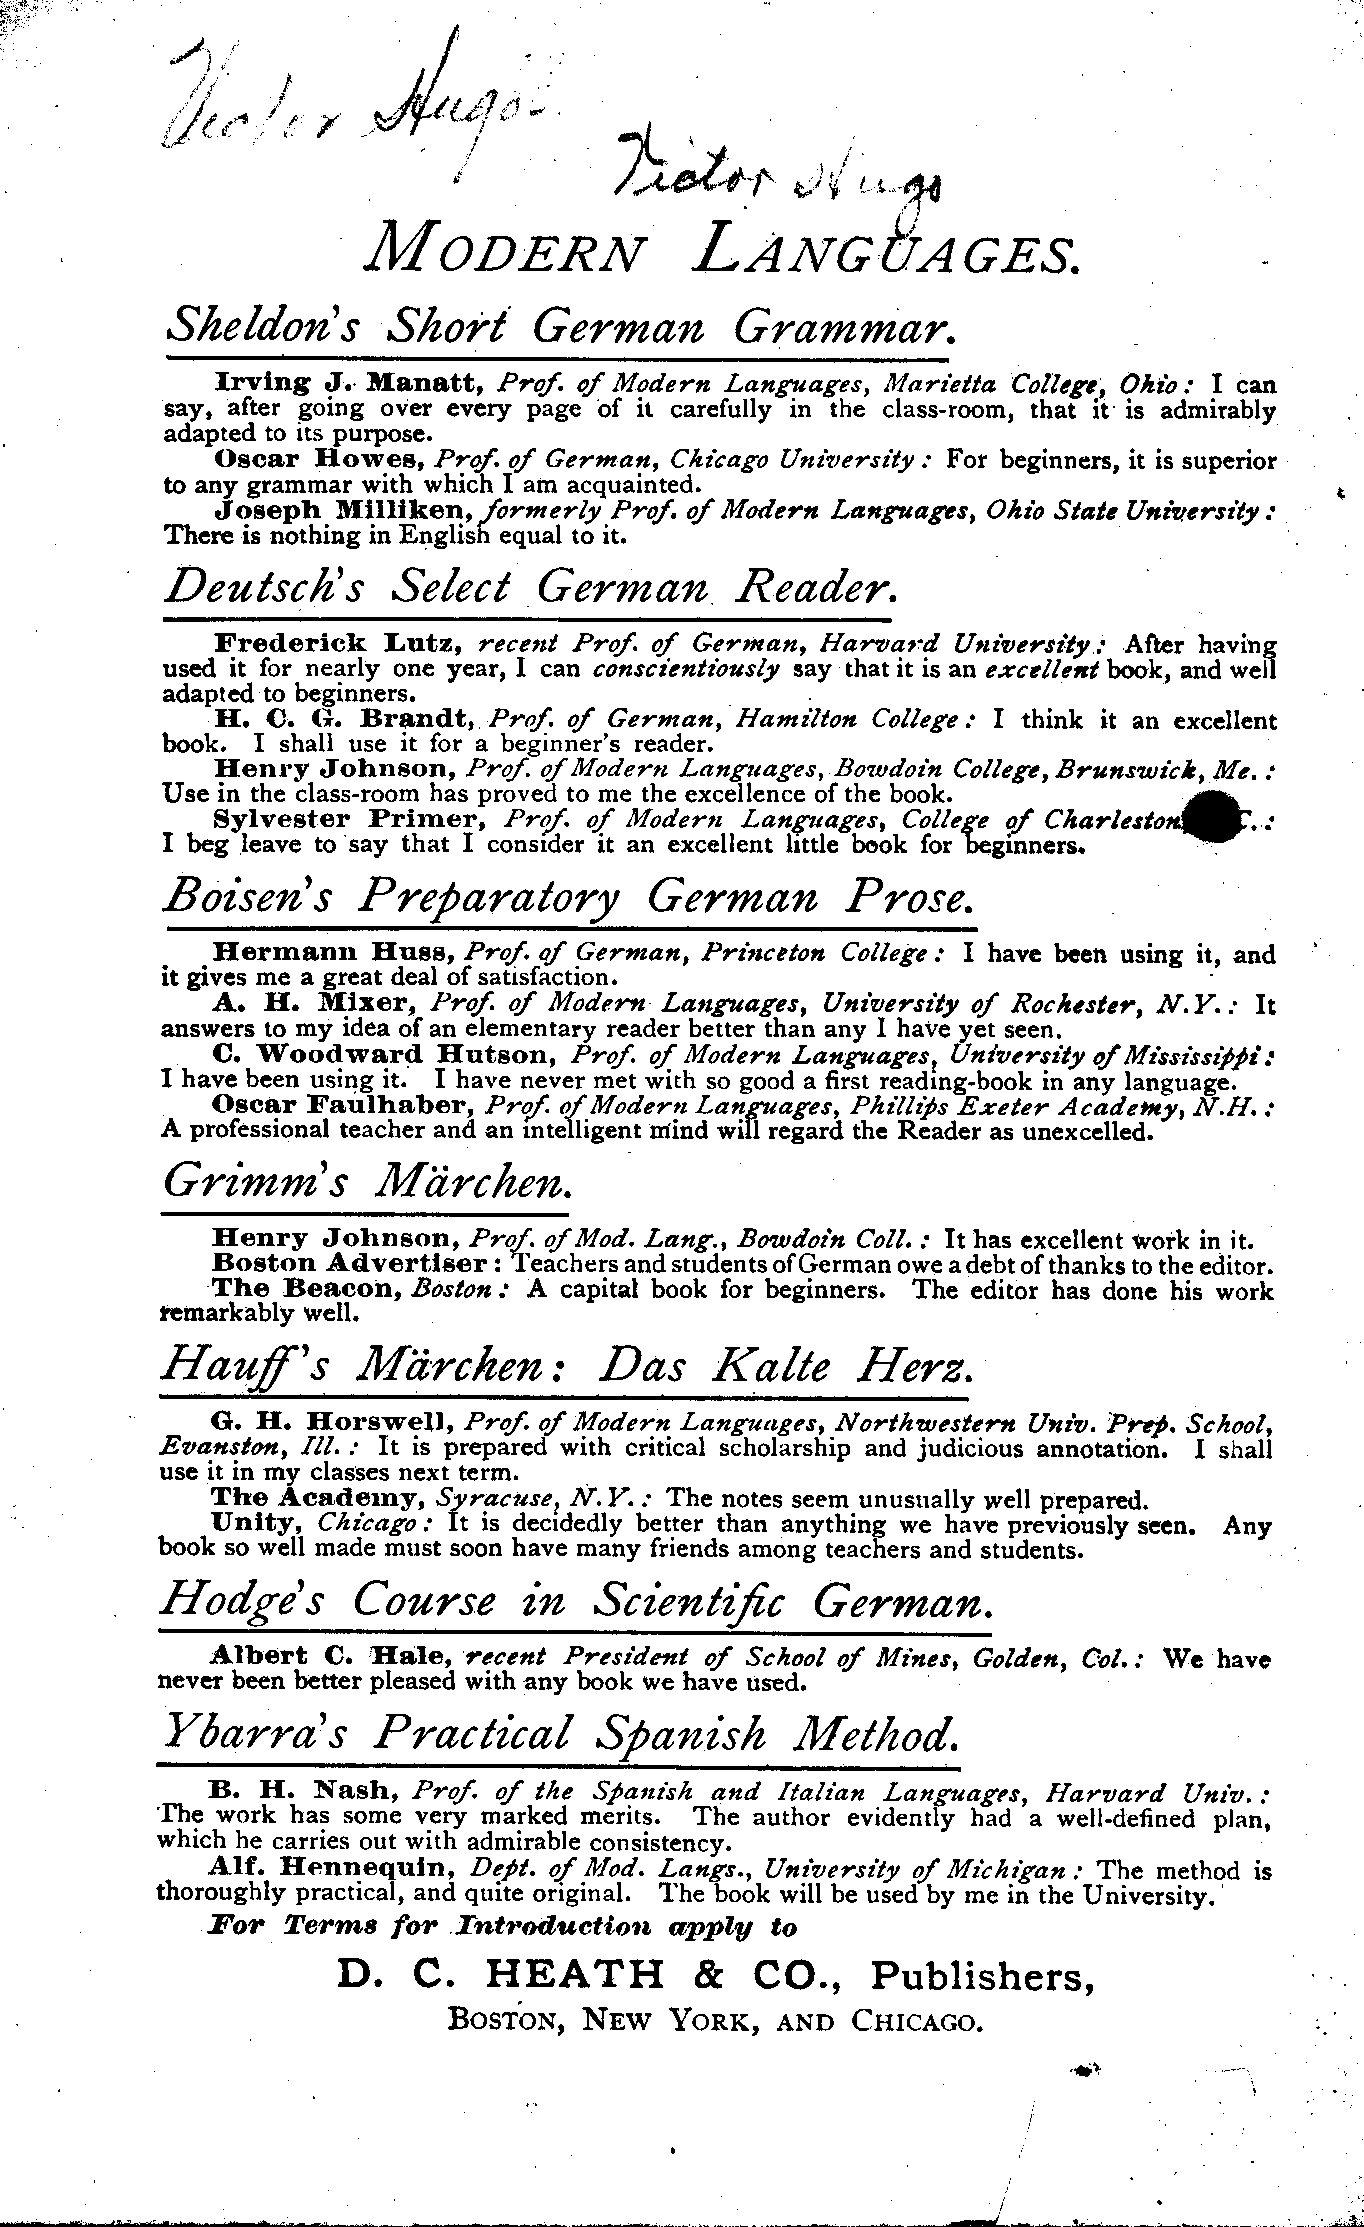 Victor Hugo.
Victor Hugo
MODERN LANGUAGES.
Sheldon's Short German Grammar.
Irving J. Manatt, Prof. of Modern Languages, Marietta College, Ohio: I can
say, after going over every page of it carefully in the class-room, that it is admirably
adapted to its purpose.
Oscar Howes, Prof. of German, Chicago University: For beginners, it is superior
to any grammar with which I am acquainted.
Joseph Milliken, formerly Prof. of Modern Languages, Ohio State University:
There is nothing in English equal to it.
Deutsch's Select German Reader.
Frederick Lutz, recent Prof. of German, Harvard University: After having
used it for nearly one year, I can conscientiously say that it is an excellent book, and well
adapted to beginners.
H. C. G. Brandt, Prof. of German, Hamilton College: I think it an excellent
book. I shall use it for a beginner's reader.
Henry Johnson, Prof. of Modern Languages, Bowdoin College, Brunswick, Me.:
Use in the class-room has proved to me the excellence of the book.
Sylvester Primer, Prof. of Modern Languages, College of Charleston C.:
I beg leave to say that I consider it an excellent little book for beginners.
Boisen's Preparatory German Prose.
Hermann Huss, Prof. of German, Princeton College: I have been using it, and
it gives me a great deal of satisfaction.
A. H. Mixer, Prof. of Modern Languages, University of Rochester, N.Y.: It
answers to my idea of an elementary reader better than any I have yet seen.
C. Woodward Hutson, Prof. of Modern Languages, University of Mississippi:
I have been using it. I have never met with so good a first reading-book in any language.
Oscar Faulhaber, Prof. of Modern Languages, Phillips Exeter Academy, N.H.:
A professional teacher and an intelligent mind will regard the Reader as unexcelled.
Grimm's Märchen.
Henry Johnson, Prof. of Mod. Lang., Bowdoin Coll.: It has excellent work in it.
Boston Advertiser: Teachers and students of German owe a debt of thanks to the editor.
The Beacon, Boston: A capital book for beginners. The editor has done his work
remarkably well.
Hauff's Märchen: Das Kalte Herz.
G. H. Horswell, Prof. of Modern Languages, Northwestern Univ. Prep. School,
Evanston, Ill.: It is prepared with critical scholarship and judicious annotation. I shall
use it in my classes next term.
The Academy, Syracuse, N.Y.: The notes seem unusually well prepared.
Unity, Chicago: It is decidedly better than anything we have previously seen. Any
book so well made must soon have many friends among teachers and students.
Hodge's Course in Scientific German.
Albert C. Hale, recent President of School of Mines, Golden, Col.: We have
never been better pleased with any book we have used.
Ybarra's Practical Spanish Method.
B. H. Nash, Prof. of the Spanish and Italian Languages, Harvard Univ.:
The work has some very marked merits. The author evidently had a well-defined plan,
which he carries out with admirable consistency.
Alf. Hennequin, Dept. of Mod. Langs., University of Michigan: The method is
thoroughly practical, and quite original. The book will be used by me in the University.
For Terms for Introduction apply to
D. C. HEATH & CO., Publishers,
BOSTON, NEW YORK, AND CHICAGO.